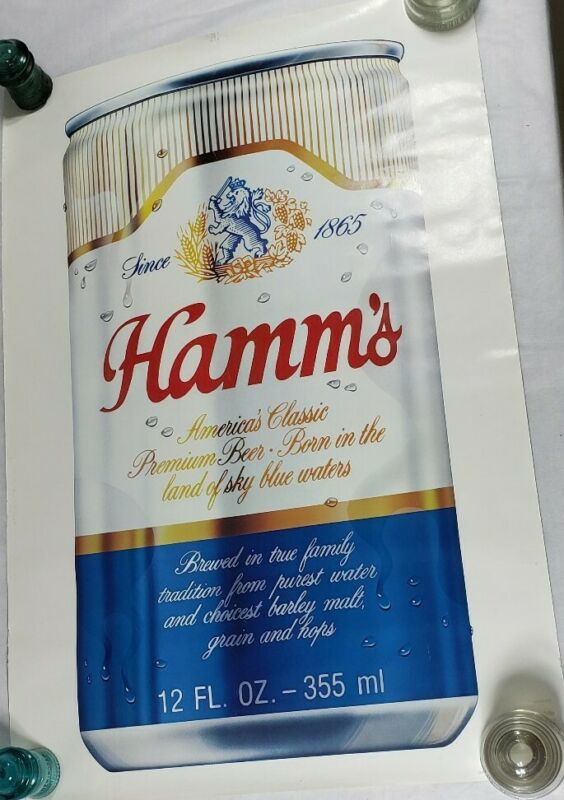 Since 1865
Hamm's
America's Classic
Premium Beer · Born in the
land of sky blue waters
Brewed in true family
tradition from purest water
and choicest barley malt,
grain and hops
12 FL. OZ. – 355 ml